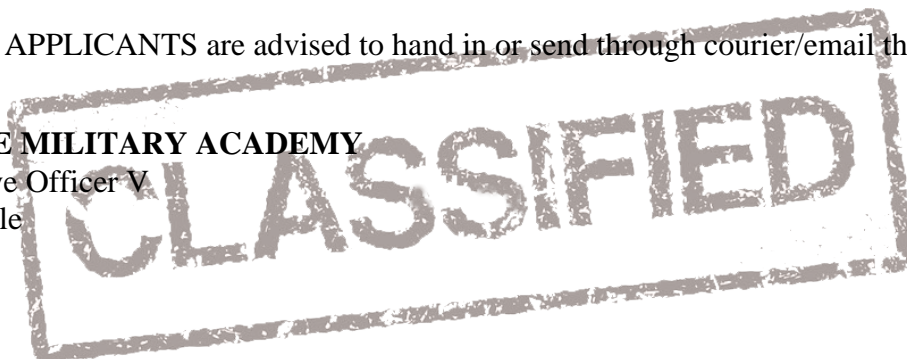 APPLICANTS are advised to hand in or send through courier/email th
E MILITARY ACADEMY
ve Officer V
le
CLASSIFIED